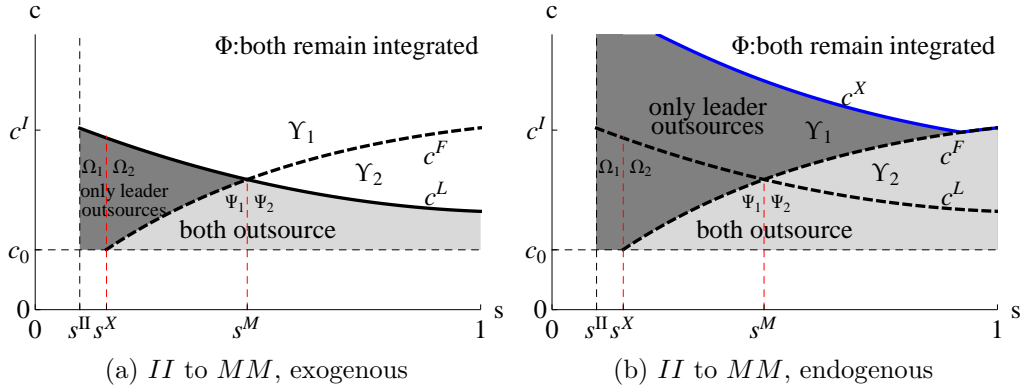 c
Φ:both remain integrated
c^I
Υ₁
c^F
Ω₁ Ω₂
only leader
outsources
Υ₂
c^L
Ψ₁ Ψ₂
both outsource
c₀
0
0
s^II
s^X
s^M
1
s
(a) II to MM, exogenous
c
Φ:both remain integrated
c^X
only leader
outsources
Υ₁
c^I
c^F
Ω₁ Ω₂
Υ₂
c^L
Ψ₁ Ψ₂
both outsource
c₀
0
0
s^II
s^X
s^M
1
s
(b) II to MM, endogenous